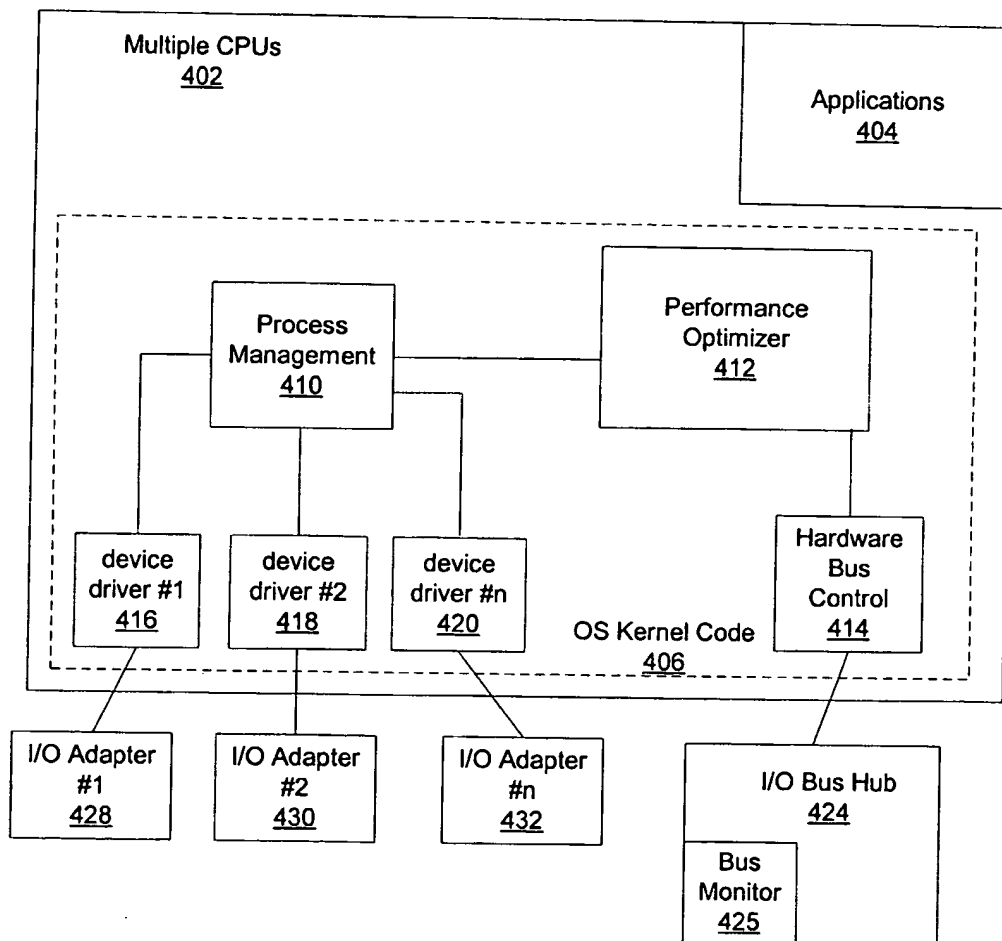 Multiple CPUs
402
Applications
404
Process
Management
410
Performance
Optimizer
412
device
driver #1
416
device
driver #2
418
device
driver #n
420
Hardware
Bus
Control
414
OS Kernel Code
406
I/O Adapter
#1
428
I/O Adapter
#2
430
I/O Adapter
#n
432
I/O Bus Hub
424
Bus
Monitor
425